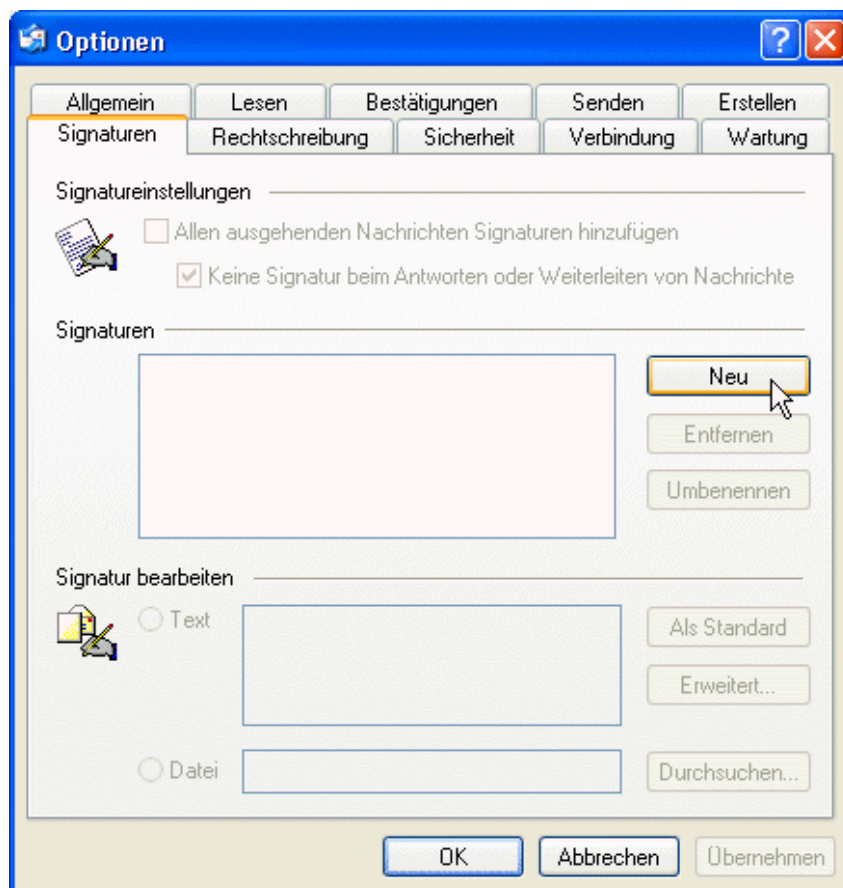 Optionen
Allgemein Lesen Bestätigungen Senden Erstellen
Signaturen Rechtschreibung Sicherheit Verbindung Wartung
Signatureinstellungen
Allen ausgehenden Nachrichten Signaturen hinzufügen
Keine Signatur beim Antworten oder Weiterleiten von Nachrichte
Signaturen
Neu
Entfernen
Umbenennen
Signatur bearbeiten
Text
Als Standard
Erweitert...
Datei
Durchsuchen...
OK Abbrechen Übernehmen